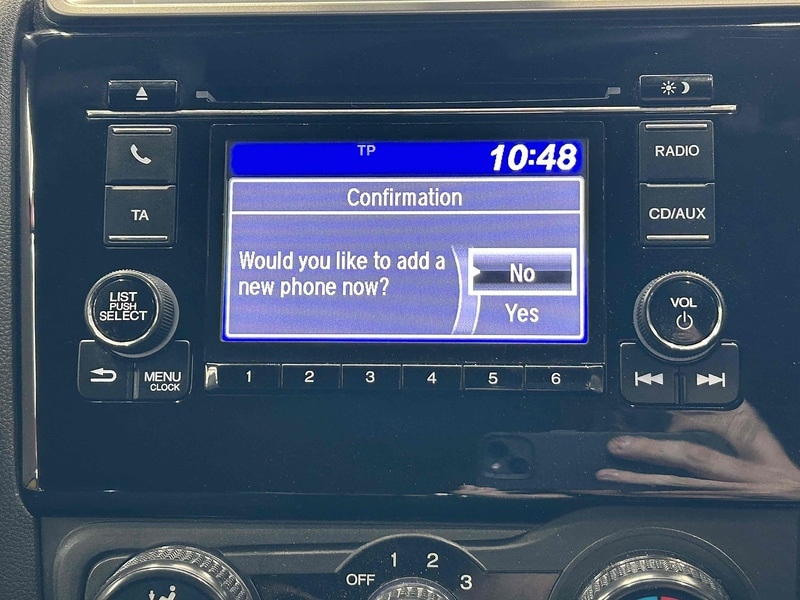 TP 10:48
Confirmation
Would you like to add a
new phone now?
No
Yes
TA
LIST
PUSH
SELECT
MENU
CLOCK
RADIO
CD/AUX
VOL
1 2 3 4 5 6
OFF 1 2 3